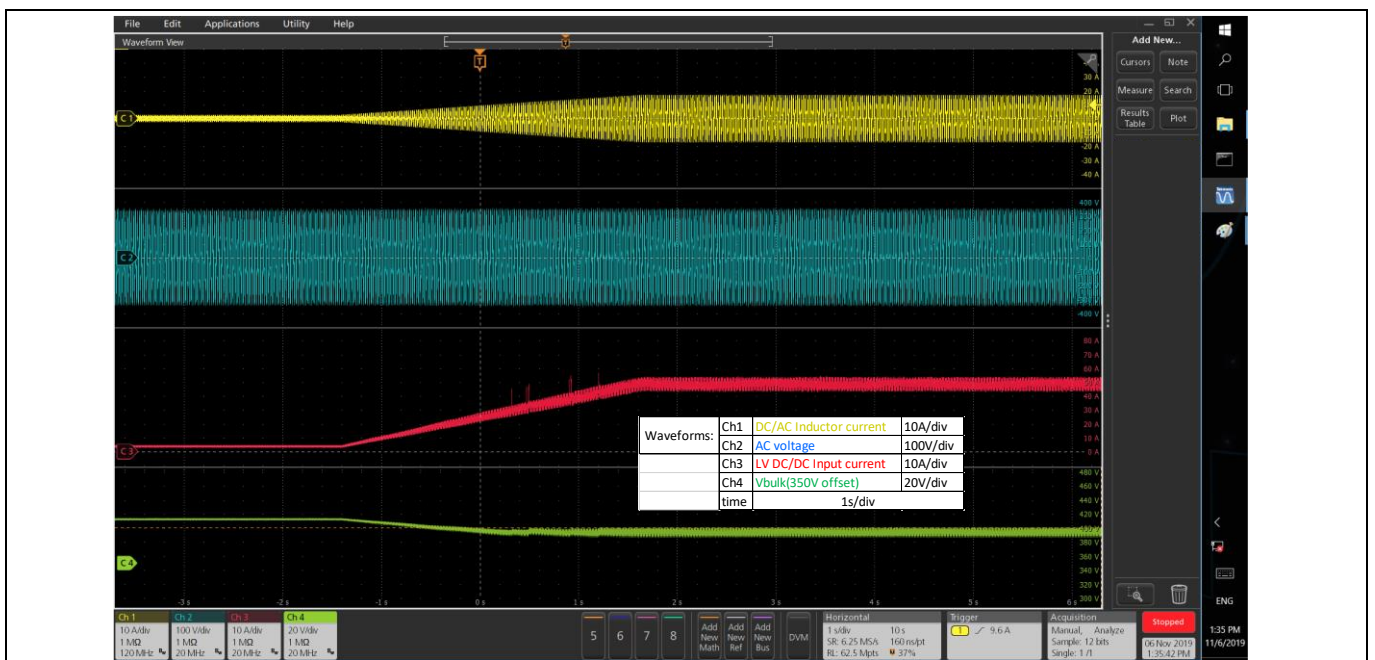 File Edit Applications Utility Help
Waveform View
Add New...
Cursors Note
Measure Search
Results Table Plot
T
T
C1
30 A
20 A
-20 A
-30 A
-40 A
C2
400 V
-400 V
C3
80 A
70 A
60 A
40 A
30 A
20 A
10 A
0 A
Waveforms: Ch1 DC/AC Inductor current 10A/div
Ch2 AC voltage 100V/div
Ch3 LV DC/DC Input current 10A/div
Ch4 Vbulk(350V offset) 20V/div
time 1s/div
C4
480 V
460 V
440 V
420 V
380 V
360 V
340 V
320 V
300 V
-3 s -2 s -1 s 0 s 1 s 2 s 3 s 4 s 5 s 6 s
Ch 1 Ch 2 Ch 3 Ch 4
10 A/div 100 V/div 10 A/div 20 V/div
1 MΩ 1 MΩ 1 MΩ 1 MΩ
120 MHz 20 MHz 20 MHz 20 MHz
5 6 7 8
Add New Math
Add New Ref
Add New Bus
DVM
Horizontal
1 s/div 10 s
SR: 6.25 MS/s 160 ns/pt
RL: 62.5 Mpts 37%
Trigger
1 9.6 A
Acquisition
Manual, Analyze
Sample: 12 bits
Single: 1 /1
Stopped
06 Nov 2019
1:35:42 PM
ENG
1:35 PM
11/6/2019